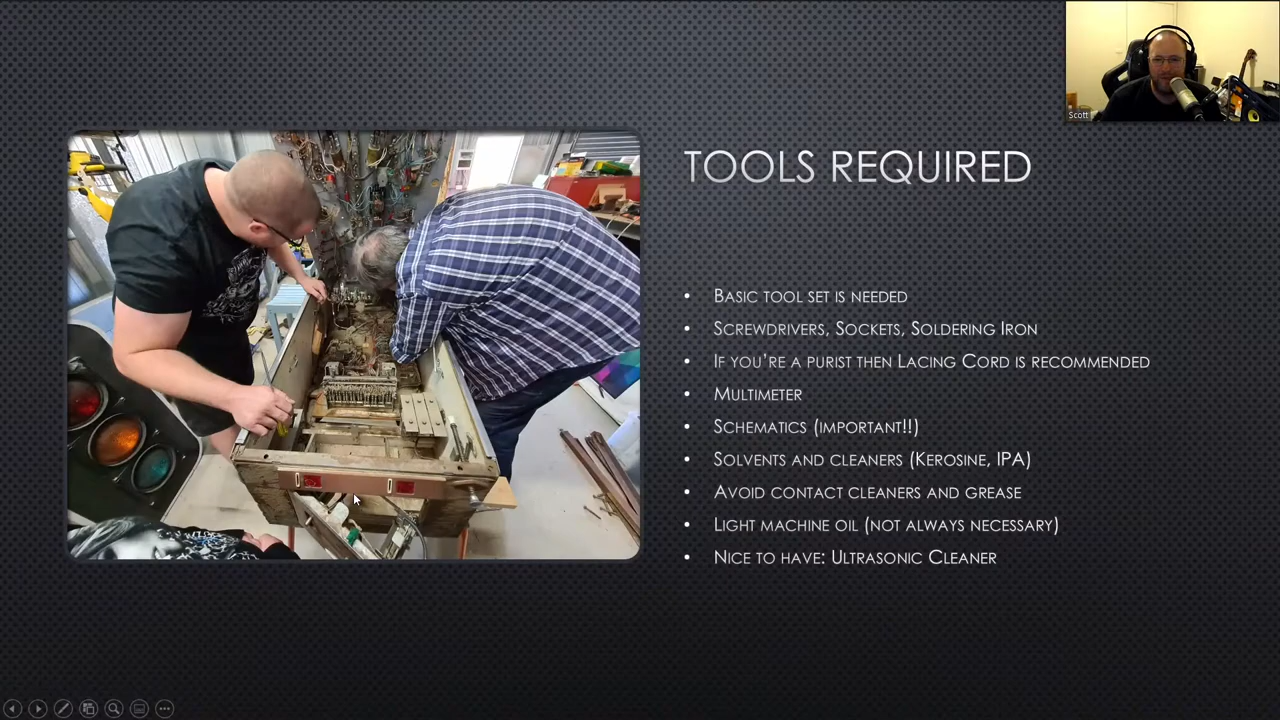 Scott
TOOLS REQUIRED
• BASIC TOOL SET IS NEEDED
• SCREWDRIVERS, SOCKETS, SOLDERING IRON
• IF YOU'RE A PURIST THEN LACING CORD IS RECOMMENDED
• MULTIMETER
• SCHEMATICS (IMPORTANT!!)
• SOLVENTS AND CLEANERS (KEROSINE, IPA)
• AVOID CONTACT CLEANERS AND GREASE
• LIGHT MACHINE OIL (NOT ALWAYS NECESSARY)
• NICE TO HAVE: ULTRASONIC CLEANER